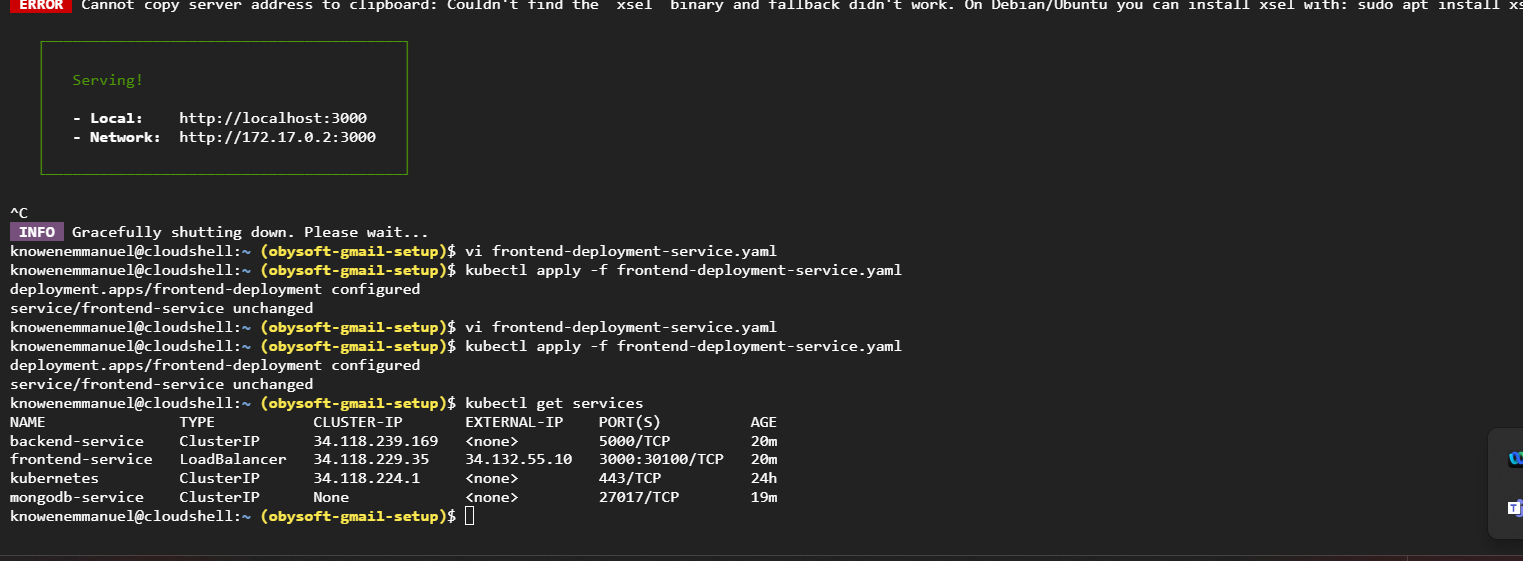 ERROR Cannot copy server address to clipboard: Couldn't find the `xsel` binary and fallback didn't work. On Debian/Ubuntu you can install xsel with: sudo apt install
Serving!
- Local: http://localhost:3000
- Network: http://172.17.0.2:3000
^C
INFO Gracefully shutting down. Please wait...
knowenemmanuel@cloudshell:~ (obysoft-gmail-setup)$ vi frontend-deployment-service.yaml
knowenemmanuel@cloudshell:~ (obysoft-gmail-setup)$ kubectl apply -f frontend-deployment-service.yaml
deployment.apps/frontend-deployment configured
service/frontend-service unchanged
knowenemmanuel@cloudshell:~ (obysoft-gmail-setup)$ vi frontend-deployment-service.yaml
knowenemmanuel@cloudshell:~ (obysoft-gmail-setup)$ kubectl apply -f frontend-deployment-service.yaml
deployment.apps/frontend-deployment configured
service/frontend-service unchanged
knowenemmanuel@cloudshell:~ (obysoft-gmail-setup)$ kubectl get services
NAME TYPE CLUSTER-IP EXTERNAL-IP PORT(S) AGE
backend-service ClusterIP 34.118.239.169 <none> 5000/TCP 20m
frontend-service LoadBalancer 34.118.229.35 34.132.55.10 3000:30100/TCP 20m
kubernetes ClusterIP 34.118.224.1 <none> 443/TCP 24h
mongodb-service ClusterIP None <none> 27017/TCP 19m
knowenemmanuel@cloudshell:~ (obysoft-gmail-setup)$